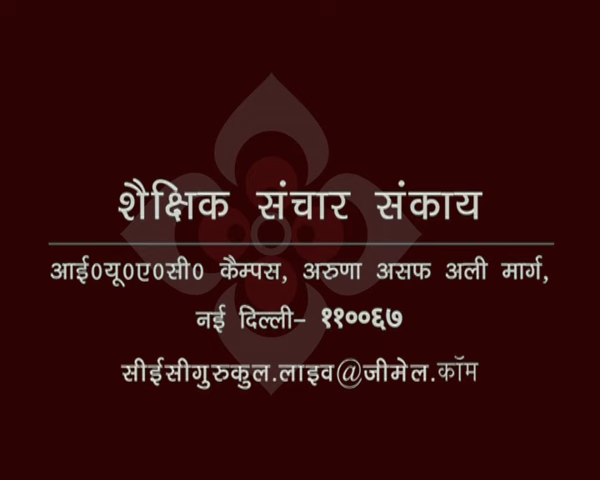 शैक्षिक संचार संकाय
आई०यू०ए०सी० कैम्पस, अरुणा असफ अली मार्ग,
नई दिल्ली– ११००६७
सीईसीगुरुकुल.लाइव@जीमेल.कॉम